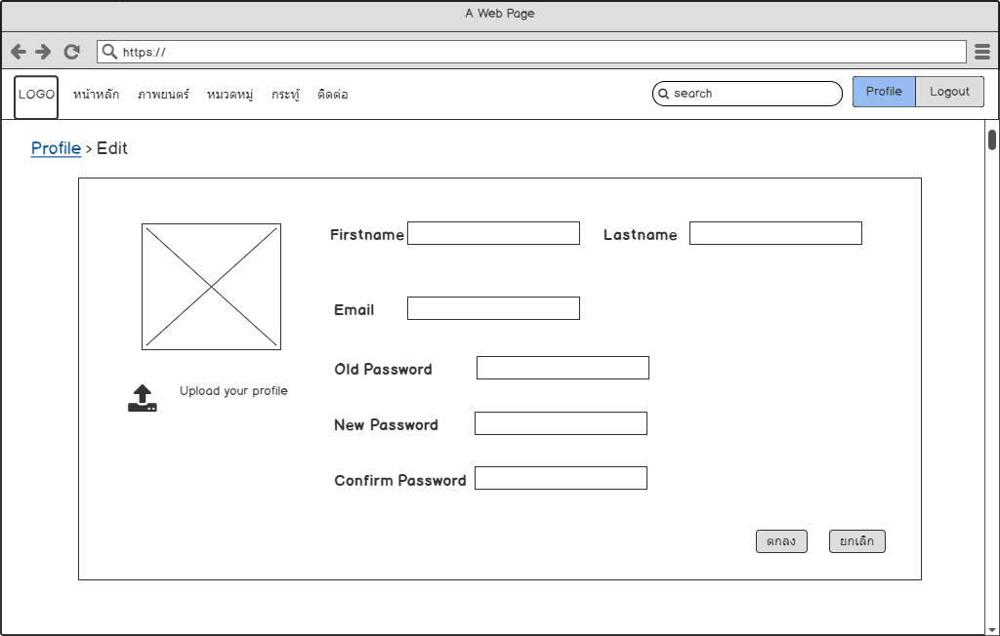 A Web Page
https://
LOGO หน้าหลัก ภาพยนตร์ หมวดหมู่ กระทู้ ติดต่อ search Profile Logout
Profile > Edit
Firstname Lastname
Email
Old Password
Upload your profile
New Password
Confirm Password
ตกลง ยกเลิก